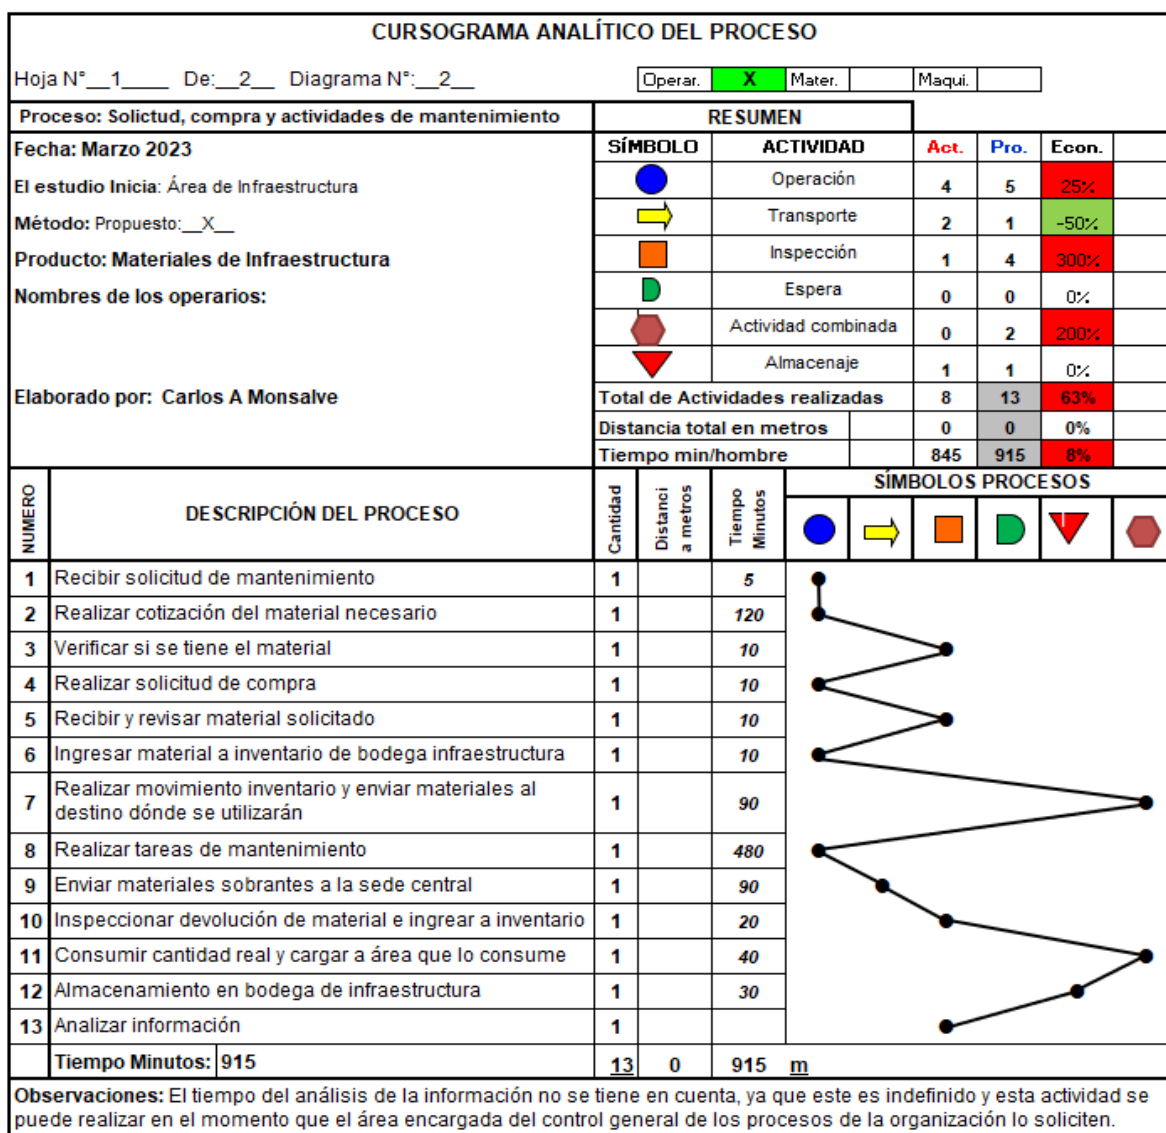 CURSOGRAMA ANALÍTICO DEL PROCESO
Hoja N°__1____ De:__2__ Diagrama N°:__2__ Operar. X Mater. Maqui.
Proceso: Solictud, compra y actividades de mantenimiento RESUMEN
Fecha: Marzo 2023 SÍMBOLO ACTIVIDAD Act. Pro. Econ.
El estudio Inicia: Área de Infraestructura Operación 4 5 25%
Método: Propuesto:__X__ Transporte 2 1 -50%
Producto: Materiales de Infraestructura Inspección 1 4 300%
Nombres de los operarios: Espera 0 0 0%
Actividad combinada 0 2 200%
Almacenaje 1 1 0%
Elaborado por: Carlos A Monsalve Total de Actividades realizadas 8 13 63%
Distancia total en metros 0 0 0%
Tiempo min/hombre 845 915 8%
NUMERO DESCRIPCIÓN DEL PROCESO Cantidad Distanci a metros Tiempo Minutos SÍMBOLOS PROCESOS
1 Recibir solicitud de mantenimiento 1 5
2 Realizar cotización del material necesario 1 120
3 Verificar si se tiene el material 1 10
4 Realizar solicitud de compra 1 10
5 Recibir y revisar material solicitado 1 10
6 Ingresar material a inventario de bodega infraestructura 1 10
7 Realizar movimiento inventario y enviar materiales al
destino dónde se utilizarán 1 90
8 Realizar tareas de mantenimiento 1 480
9 Enviar materiales sobrantes a la sede central 1 90
10 Inspeccionar devolución de material e ingrear a inventario 1 20
11 Consumir cantidad real y cargar a área que lo consume 1 40
12 Almacenamiento en bodega de infraestructura 1 30
13 Analizar información 1
Tiempo Minutos: 915 13 0 915 m
Observaciones: El tiempo del análisis de la información no se tiene en cuenta, ya que este es indefinido y esta actividad se
puede realizar en el momento que el área encargada del control general de los procesos de la organización lo soliciten.